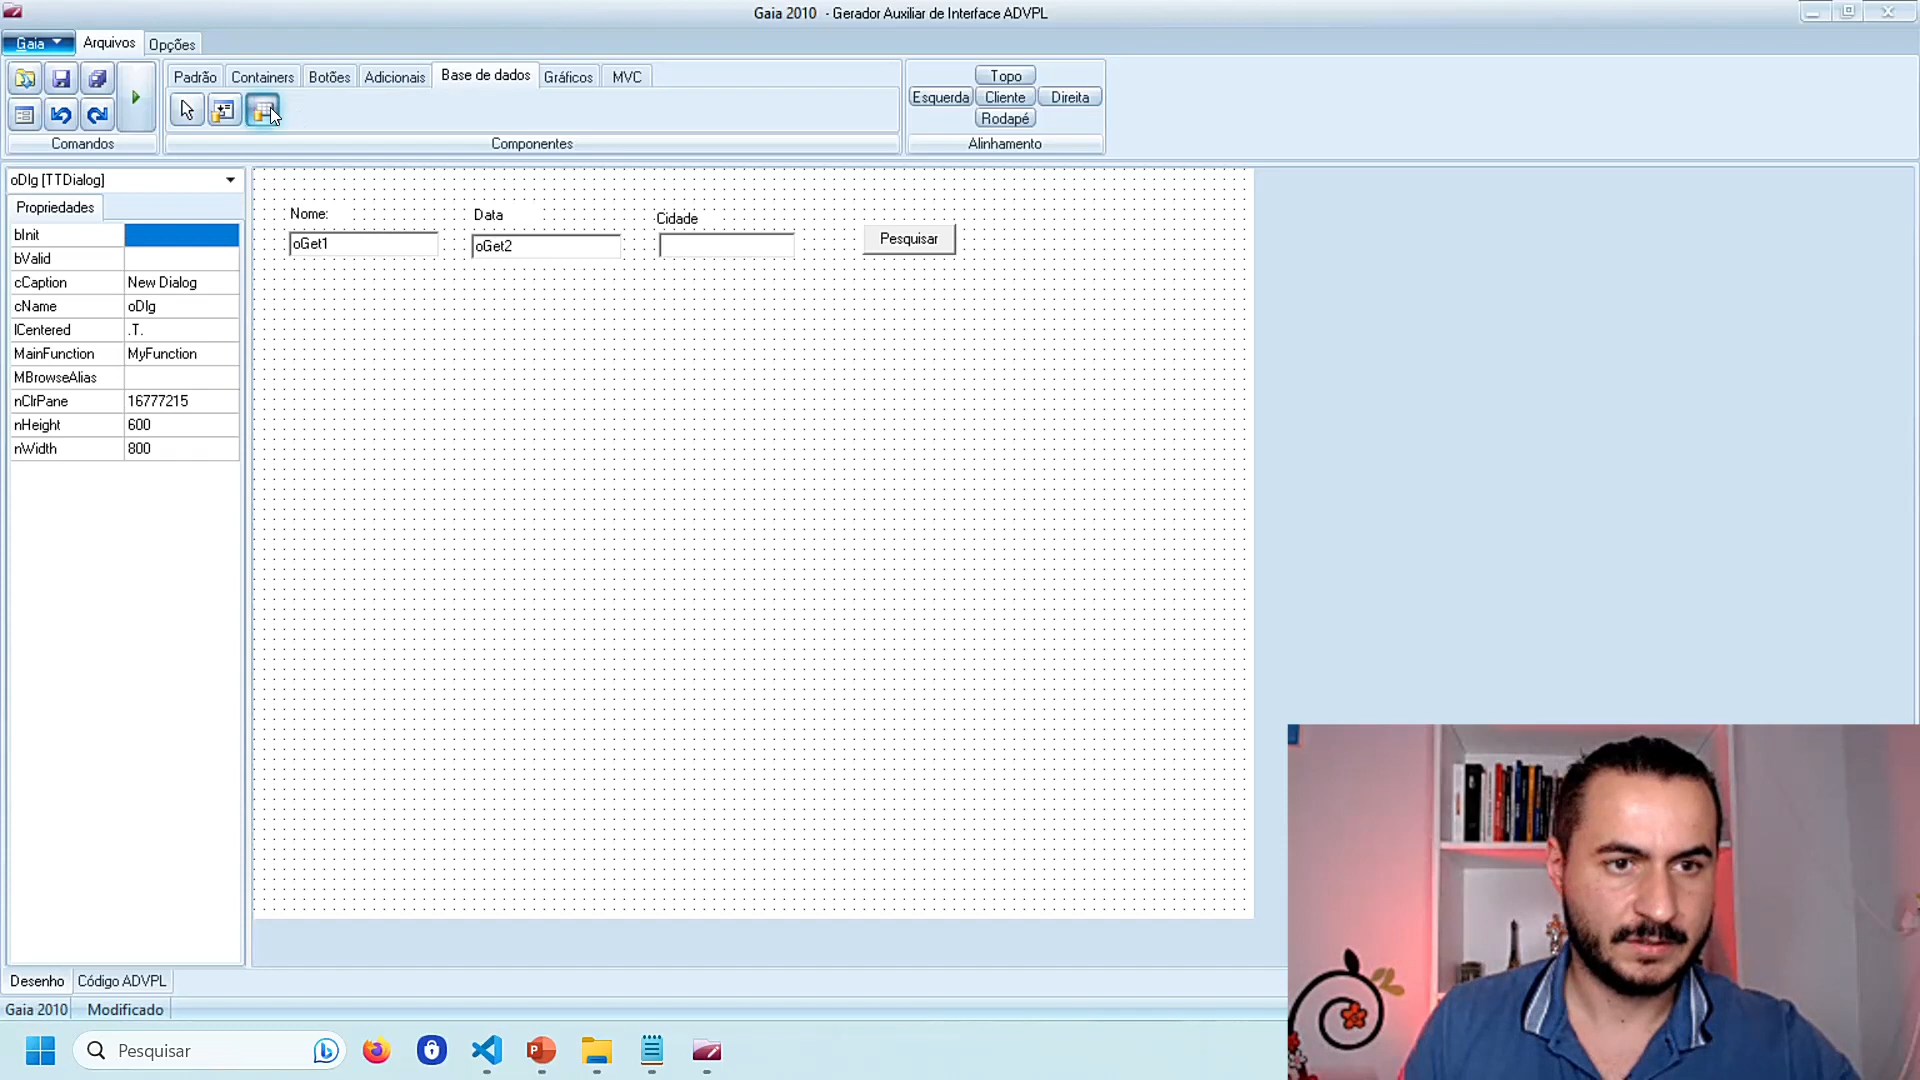 Gaia 2010 - Gerador Auxiliar de Interface ADVPL
Gaia Arquivos Opções
Padrão Containers Botões Adicionais Base de dados Gráficos MVC
Topo
Esquerda Cliente Direita
Rodapé
Comandos Componentes Alinhamento
oDlg [TTDialog]
Propriedades
bInit
bValid
cCaption New Dialog
cName oDlg
lCentered .T.
MainFunction MyFunction
MBrowseAlias
nClrPane 16777215
nHeight 600
nWidth 800
Nome: Data Cidade
oGet1 oGet2 Pesquisar
Desenho Código ADVPL
Gaia 2010 Modificado
Pesquisar